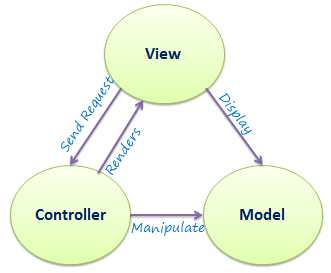 View
Send Request
Renders
Display
Controller
Manipulate
Model